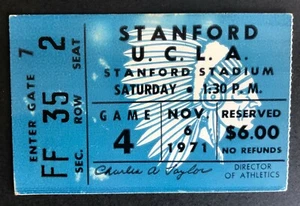 STANFORD
U.C.L.A.
STANFORD STADIUM
SATURDAY • 1:30 P.M.
GAME
4
NOV.
6
1971
RESERVED
$6.00
NO REFUNDS
Charles A. Taylor
DIRECTOR
OF ATHLETICS
ENTER GATE 7
FF 35 2
SEC. ROW SEAT